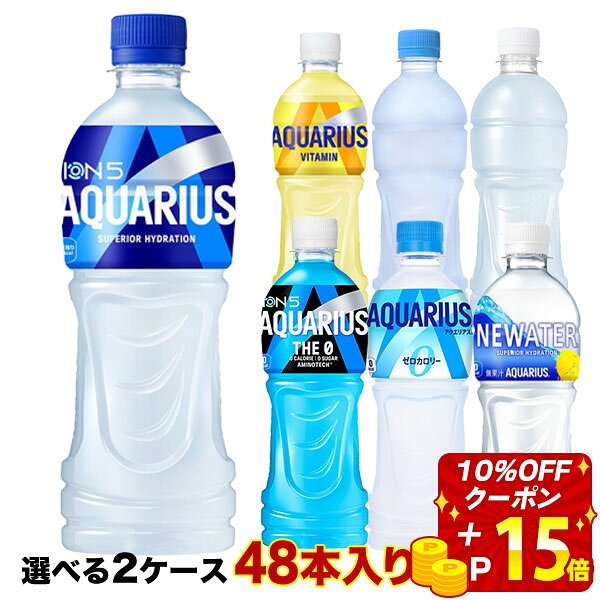 ION5
AQUARIUS
SUPERIOR HYDRATION
AQUARIUS
VITAMIN
ION5
AQUARIUS
THE 0
0 CALORIE 0 SUGAR
AMINOTECH™
AQUARIUS
アクエリアス
ゼロカロリー
0
NEWATER
SUPERIOR HYDRATION
無果汁 AQUARIUS
10%OFF
クーポン
+
P 15倍
P
P
選べる2ケース 48本入り